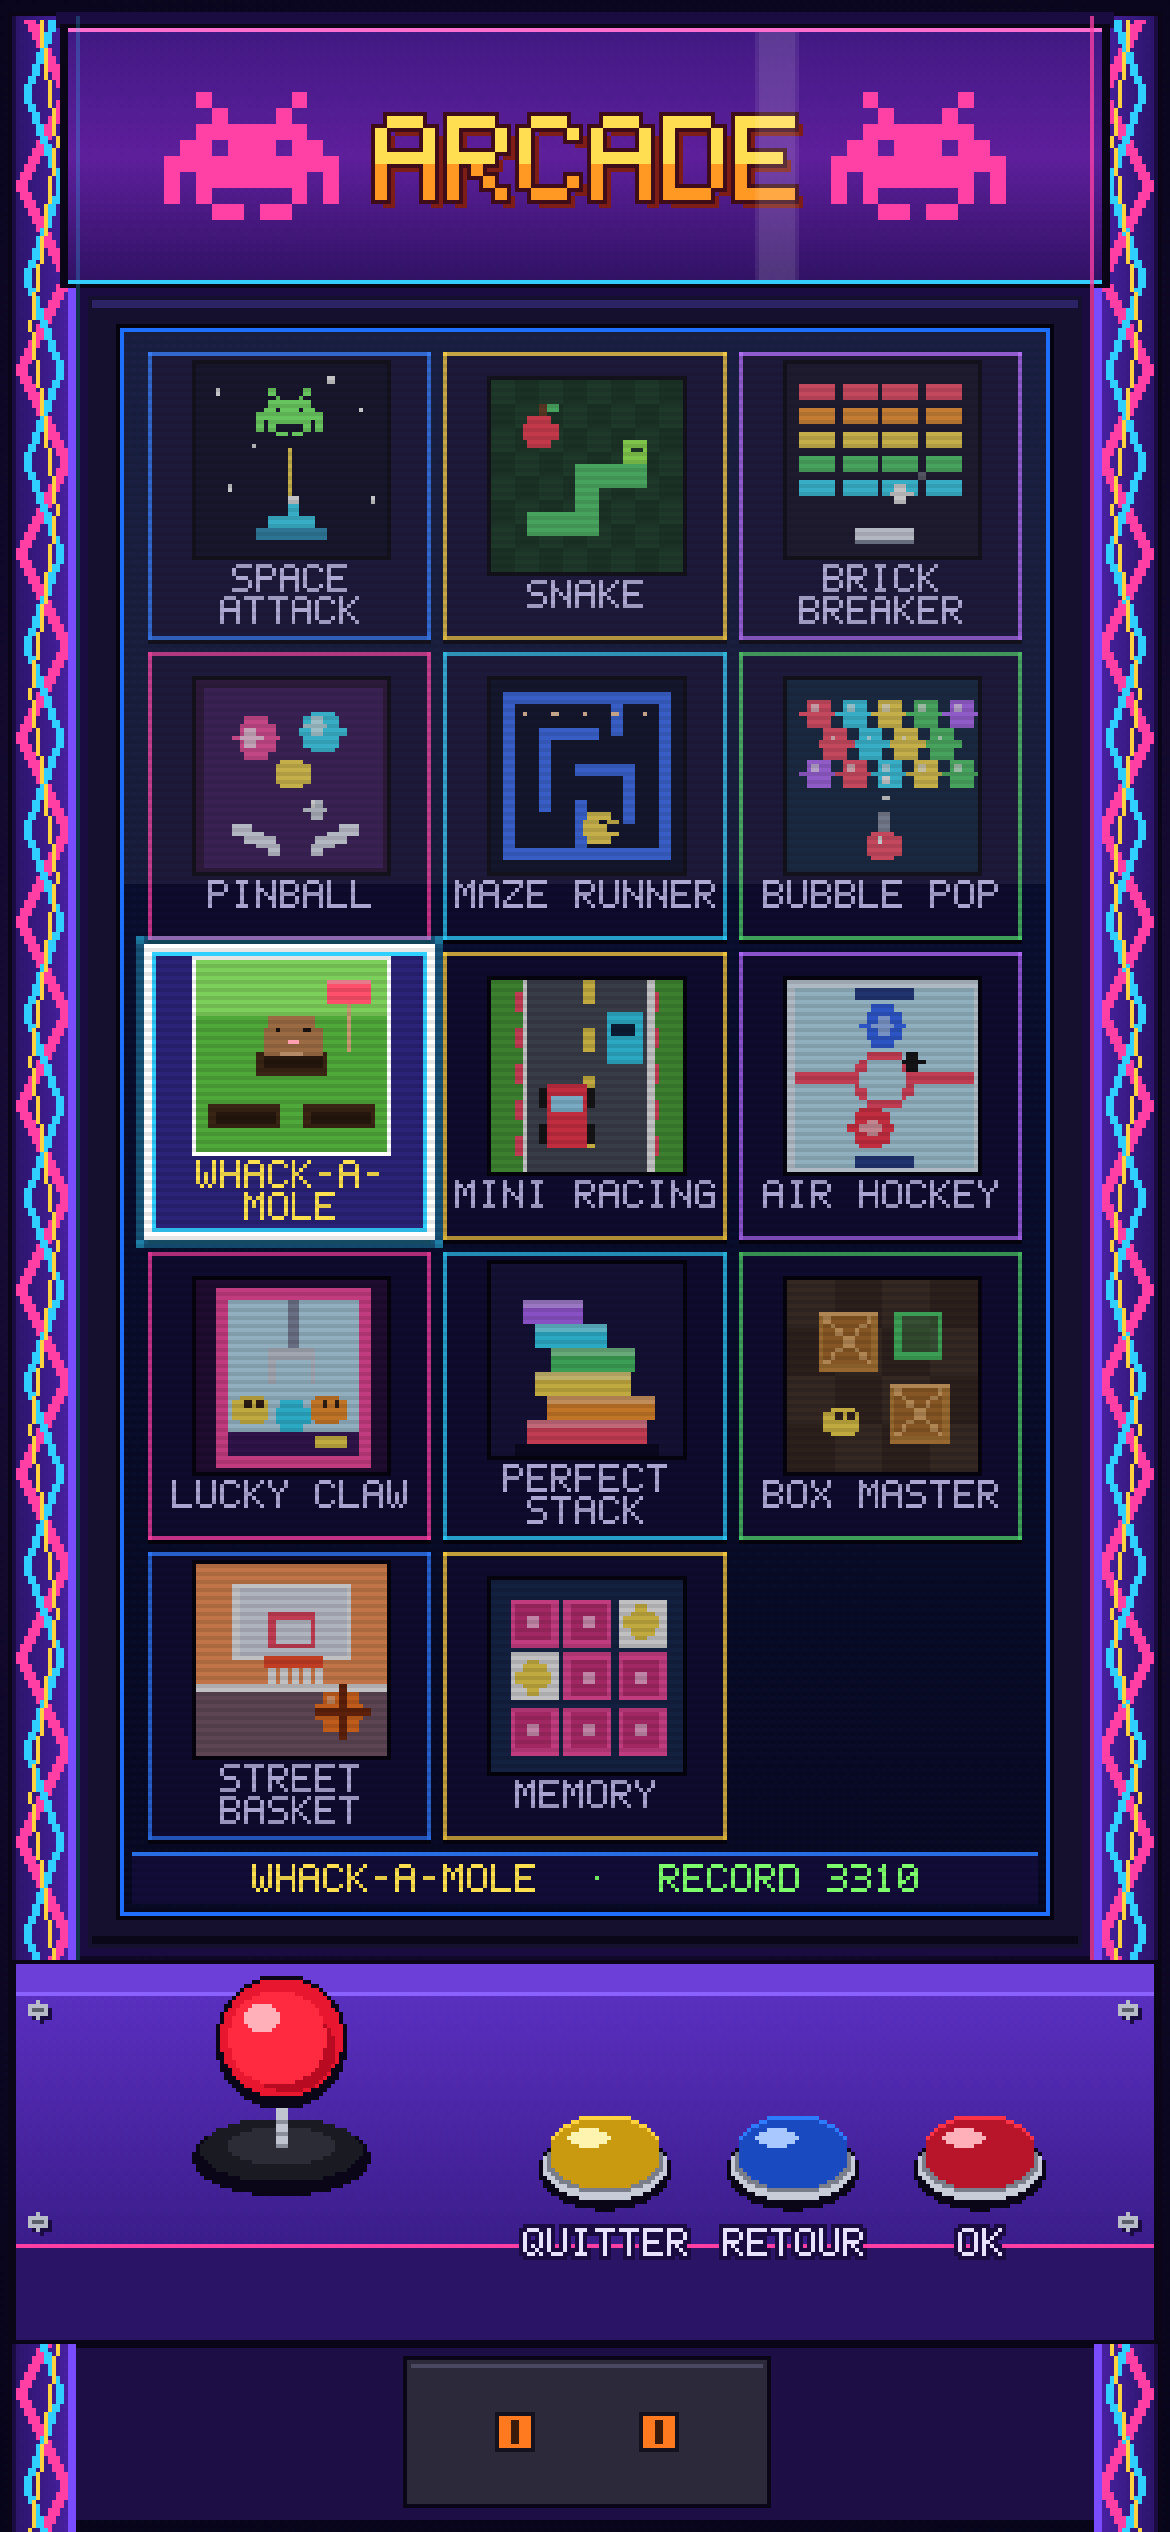 ARCADE
SPACE
ATTACK
SNAKE
BRICK
BREAKER
PINBALL
MAZE RUNNER
BUBBLE POP
WHACK-A-
MOLE
MINI RACING
AIR HOCKEY
LUCKY CLAW
PERFECT
STACK
BOX MASTER
STREET
BASKET
MEMORY
WHACK-A-MOLE · RECORD 3310
QUITTER RETOUR OK